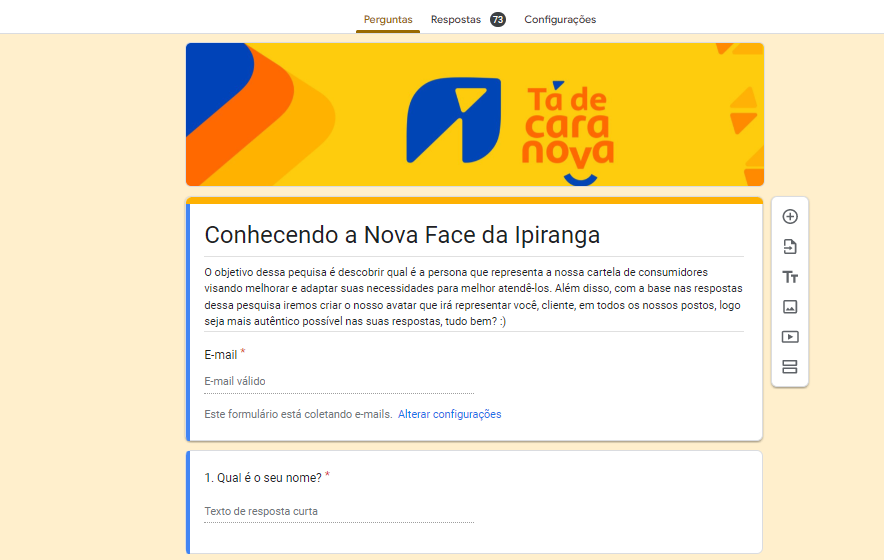 Perguntas Respostas 73 Configurações
Tá de
cara
nova
Conhecendo a Nova Face da Ipiranga
O objetivo dessa pequisa é descobrir qual é a persona que representa a nossa cartela de consumidores
visando melhorar e adaptar suas necessidades para melhor atendê-los. Além disso, com a base nas respostas
dessa pesquisa iremos criar o nosso avatar que irá representar você, cliente, em todos os nossos postos, logo
seja mais autêntico possível nas suas respostas, tudo bem? :)
E-mail *
E-mail válido
Este formulário está coletando e-mails. Alterar configurações
1. Qual é o seu nome? *
Texto de resposta curta